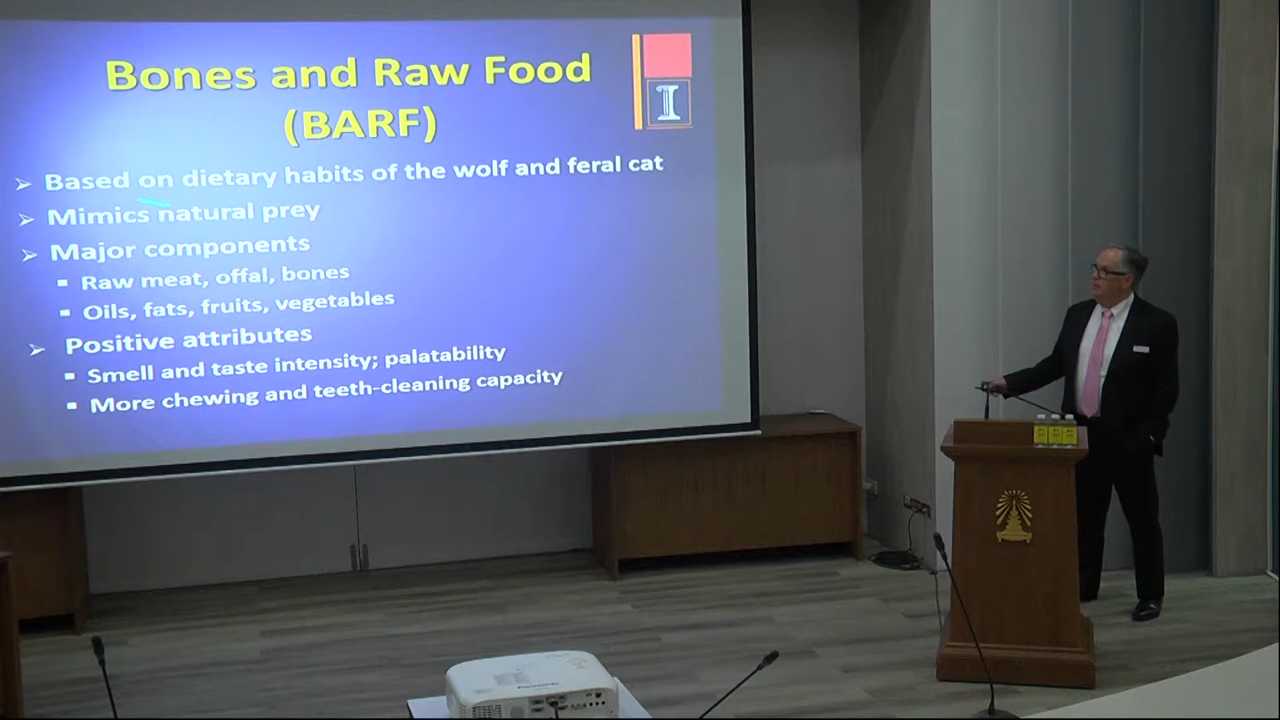 Bones and Raw Food
(BARF)
I
➢ Based on dietary habits of the wolf and feral cat
➢ Mimics natural prey
➢ Major components
▪ Raw meat, offal, bones
▪ Oils, fats, fruits, vegetables
➢ Positive attributes
▪ Smell and taste intensity; palatability
▪ More chewing and teeth-cleaning capacity